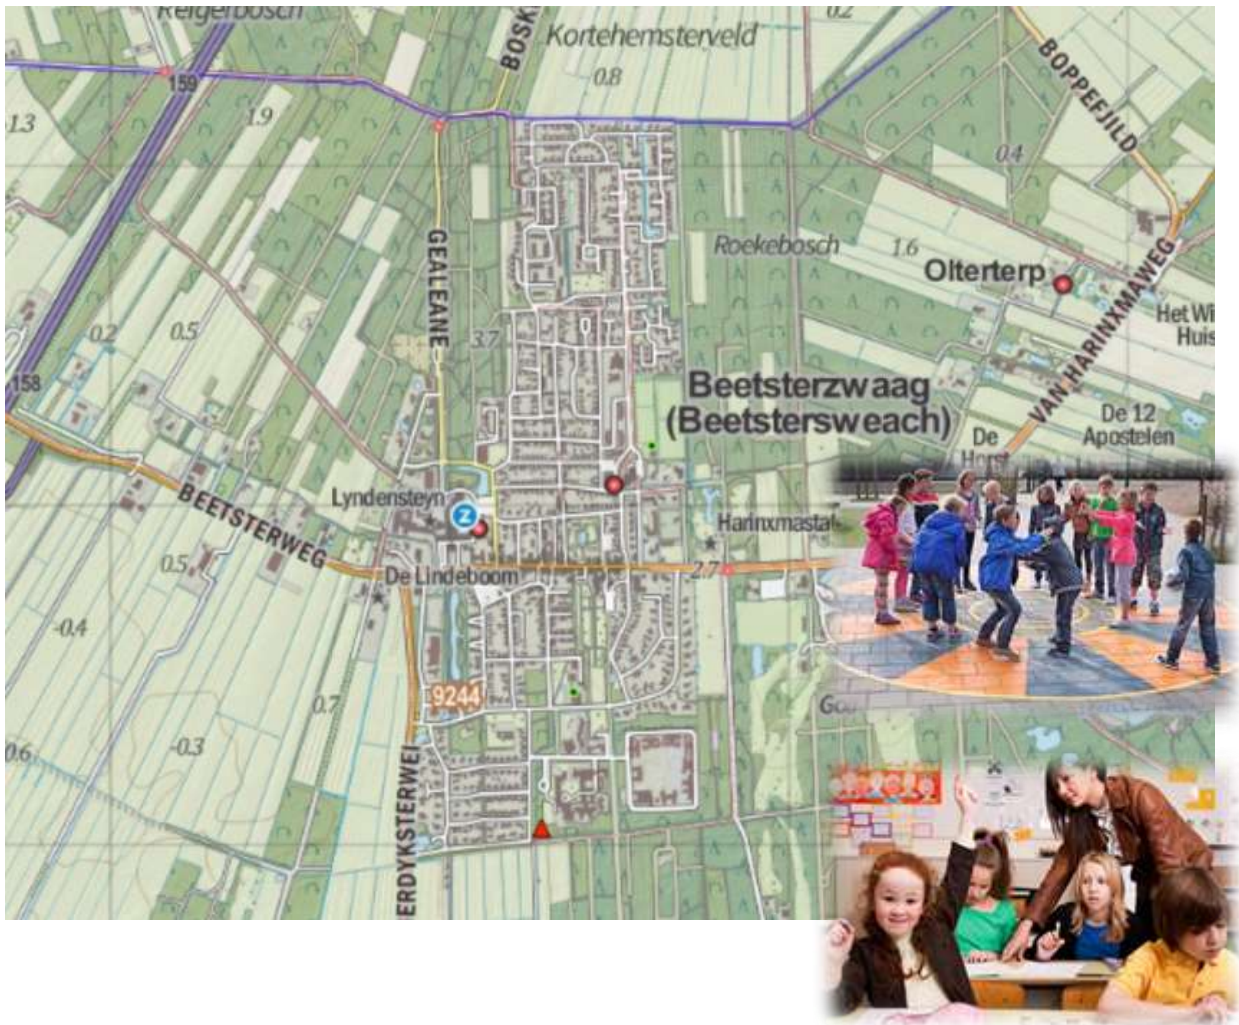 Reigerbosch
BOSK
Kortehemsterveld
0.2
0.8
159
BOPPEFJILD
1.3
1.9
0.4
GEALEANE
Roekebosch
1.6
Olterterp
Het Wi
Huis
0.2
0.5
3.7
VAN HARINXMAWEG
158
Beetsterzwaag
(Beetstersweach)
De 12
Apostelen
De
Horst
BEETSTERWEG
Lyndensteyn
Z
Harinxmasta
0.5
De Lindeboom
2.7
-0.4
9244
0.7
Go
-0.3
0.6
ERDYKSTERWEI